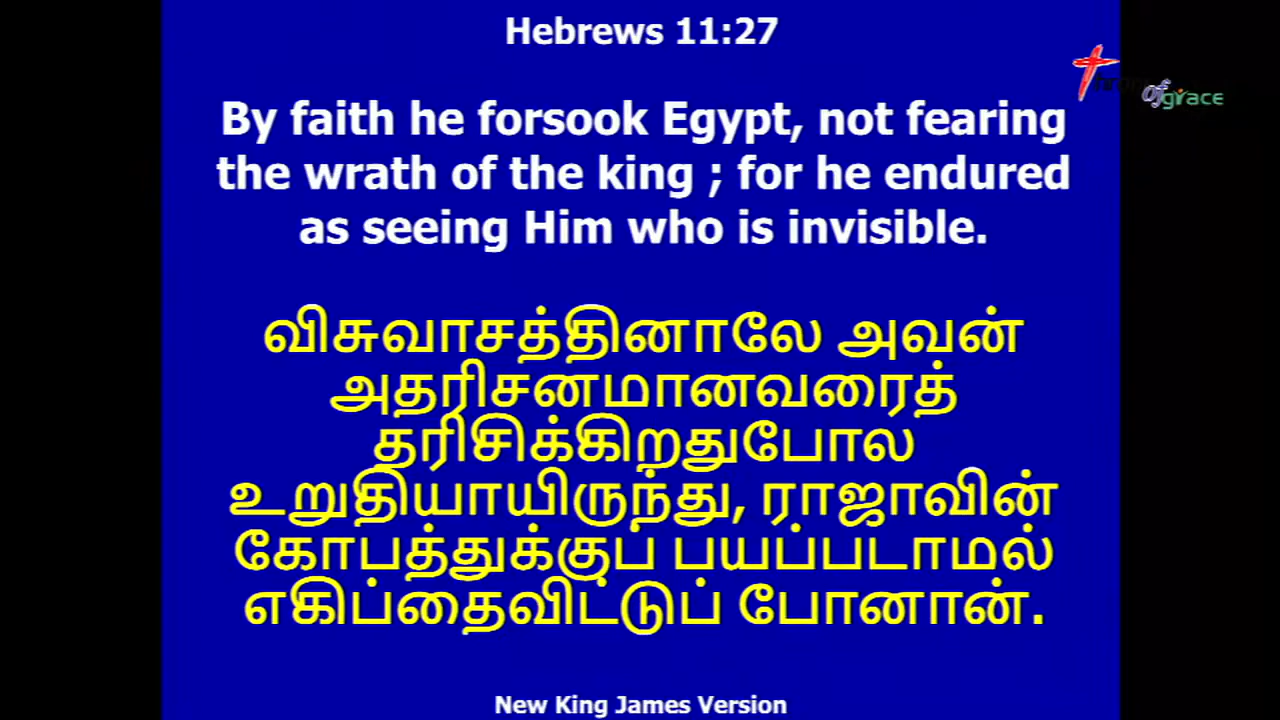 Hebrews 11:27
By faith he forsook Egypt, not fearing
the wrath of the king ; for he endured
as seeing Him who is invisible.
விசுவாசத்தினாலே அவன்
அதரிசனமானவரைத்
தரிசிக்கிறதுபோல
உறுதியாயிருந்து, ராஜாவின்
கோபத்துக்குப் பயப்படாமல்
எகிப்தைவிட்டுப் போனான்.
New King James Version
of grace